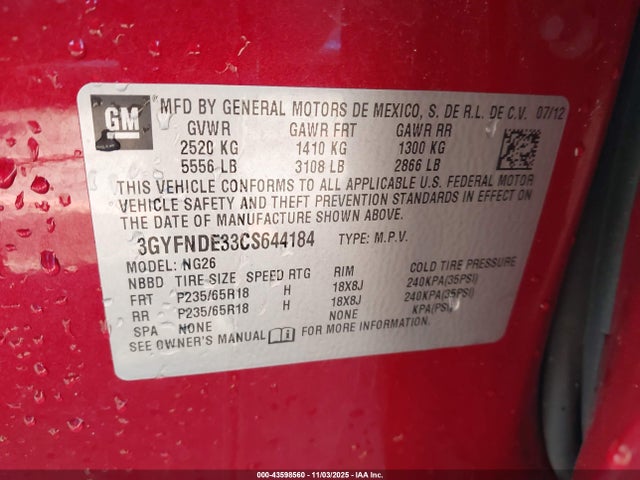 GM
MFD BY GENERAL MOTORS DE MEXICO, S. DE R.L. DE C.V. 07/12
GVWR GAWR FRT GAWR RR
2520 KG 1410 KG 1300 KG
5556 LB 3108 LB 2866 LB
THIS VEHICLE CONFORMS TO ALL APPLICABLE U.S. FEDERAL MOTOR
VEHICLE SAFETY AND THEFT PREVENTION STANDARDS IN EFFECT ON
THE DATE OF MANUFACTURE SHOWN ABOVE.
3GYFNDE33CS644184 TYPE: M.P.V.
MODEL: NG26
NBBD TIRE SIZE SPEED RTG RIM COLD TIRE PRESSURE
FRT P235/65R18 H 18X8J 240KPA(35PSI)
RR P235/65R18 H 18X8J 240KPA(35PSI)
SPA NONE NONE KPA(PSI)
SEE OWNER'S MANUAL FOR MORE INFORMATION.
000-43598560 - 11/03/2025 - IAA Inc. Copyright